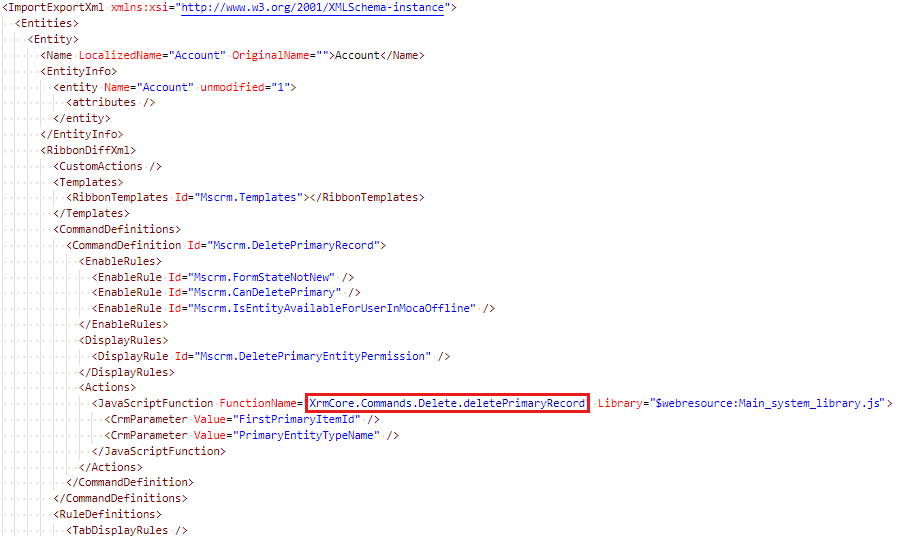 <ImportExportXml xmlns:xsi="http://www.w3.org/2001/XMLSchema-instance">
<Entities>
<Entity>
<Name LocalizedName="Account" OriginalName="">Account</Name>
<EntityInfo>
<entity Name="Account" unmodified="1">
<attributes />
</entity>
</EntityInfo>
<RibbonDiffXml>
<CustomActions />
<Templates>
<RibbonTemplates Id="Mscrm.Templates"></RibbonTemplates>
</Templates>
<CommandDefinitions>
<CommandDefinition Id="Mscrm.DeletePrimaryRecord">
<EnableRules>
<EnableRule Id="Mscrm.FormStateNotNew" />
<EnableRule Id="Mscrm.CanDeletePrimary" />
<EnableRule Id="Mscrm.IsEntityAvailableForUserInMocaOffline" />
</EnableRules>
<DisplayRules>
<DisplayRule Id="Mscrm.DeletePrimaryEntityPermission" />
</DisplayRules>
<Actions>
<JavaScriptFunction FunctionName="XrmCore.Commands.Delete.deletePrimaryRecord" Library="$webresource:Main_system_library.js">
<CrmParameter Value="FirstPrimaryItemId" />
<CrmParameter Value="PrimaryEntityTypeName" />
</JavaScriptFunction>
</Actions>
</CommandDefinition>
</CommandDefinitions>
<RuleDefinitions>
<TabDisplayRules />